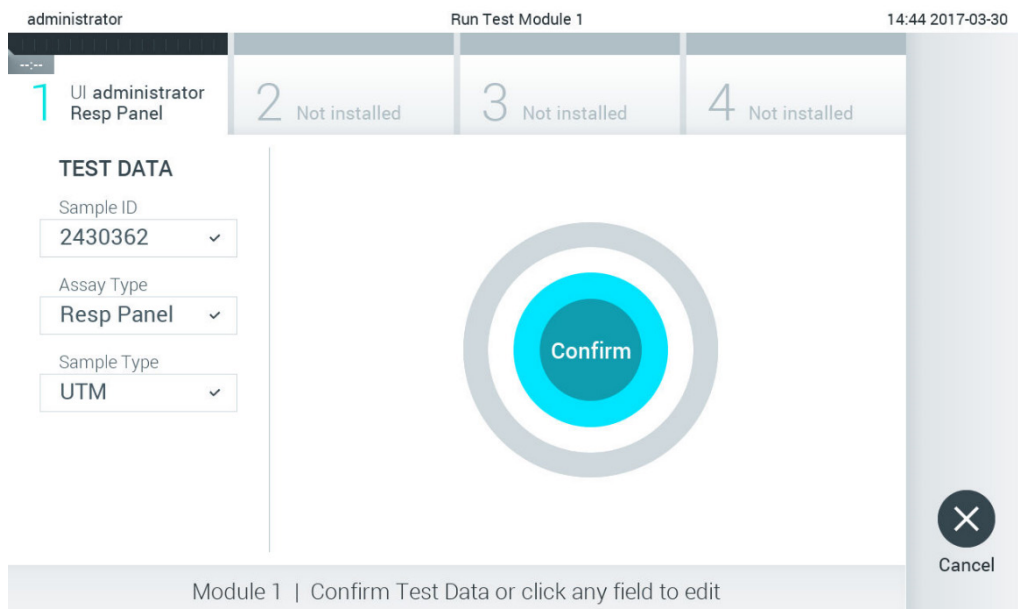 administrator Run Test Module 1 14:44 2017-03-30
--:--
1 UI administrator
Resp Panel
2 Not installed
3 Not installed
4 Not installed
TEST DATA
Sample ID
2430362
Assay Type
Resp Panel
Sample Type
UTM
Confirm
Cancel
Module 1 | Confirm Test Data or click any field to edit